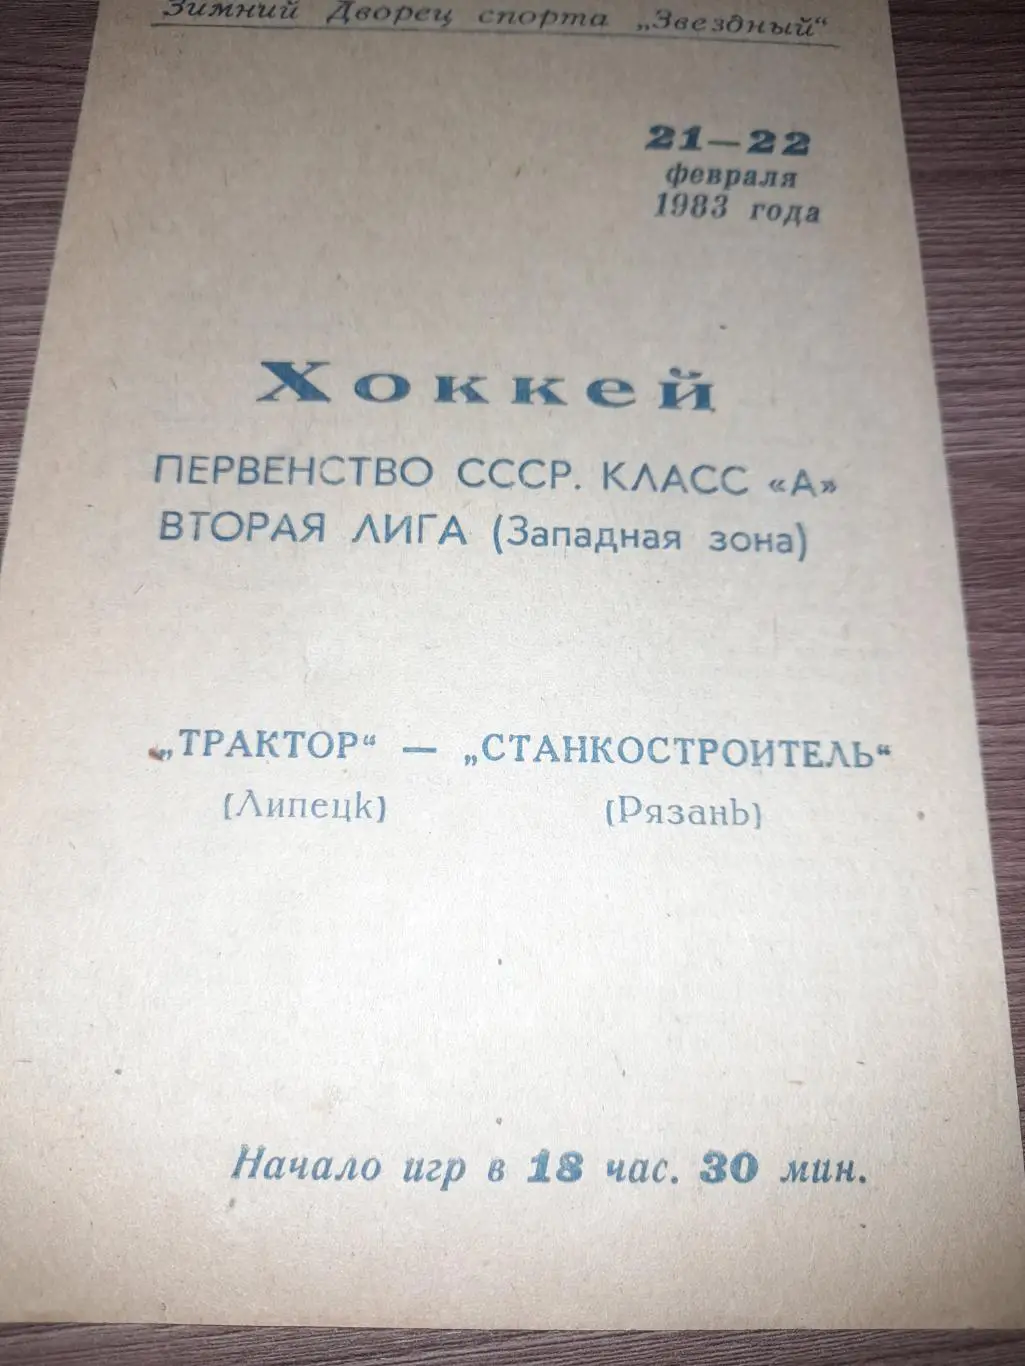 Зимний Дворец спорта „Звездный“
21—22
февраля
1983 года
Хоккей
ПЕРВЕНСТВО СССР. КЛАСС «А»
ВТОРАЯ ЛИГА (Западная зона)
„ТРАКТОР“ — „СТАНКОСТРОИТЕЛЬ“
(Липецк) (Рязань)
Начало игр в 18 час. 30 мин.